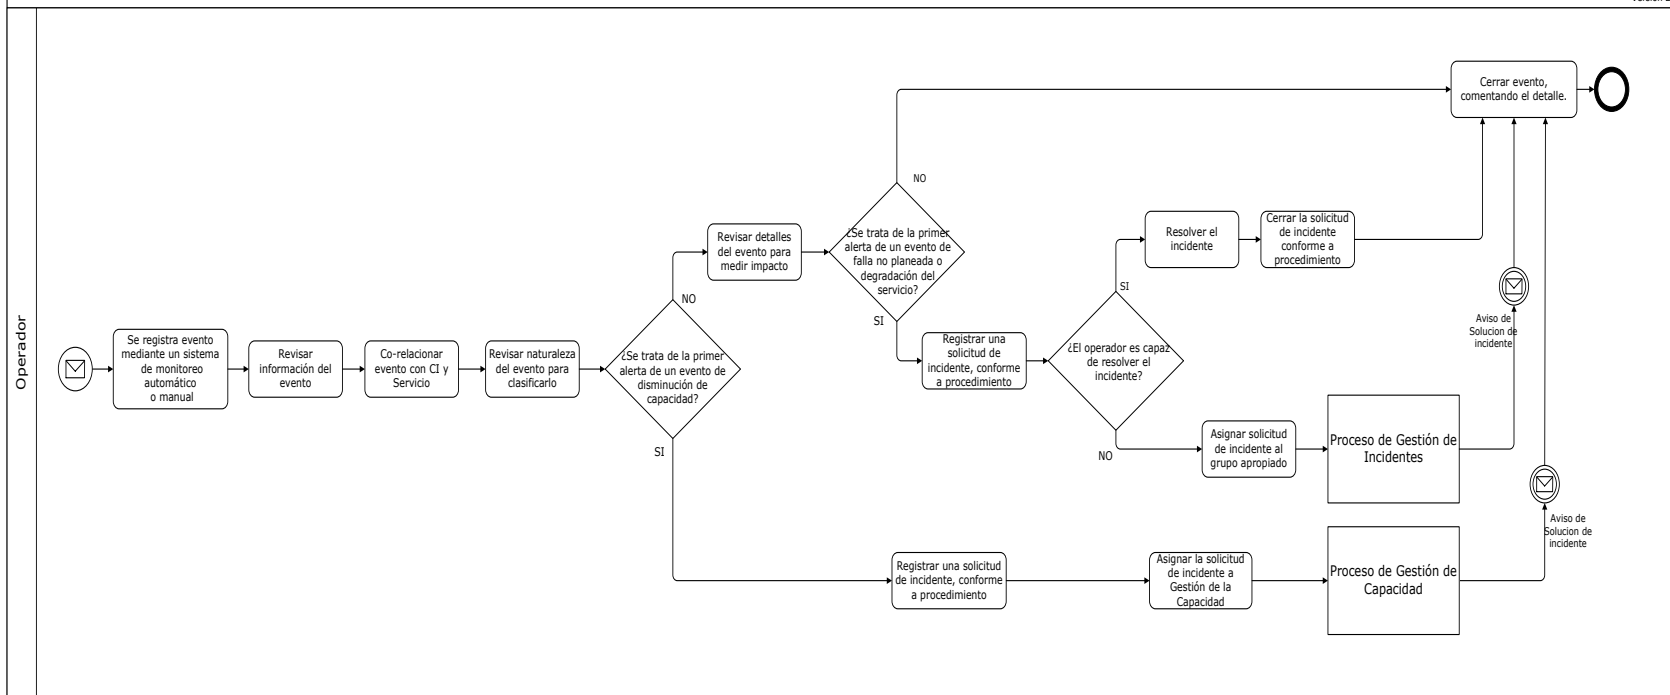 Operador
Se registra evento
mediante un sistema
de monitoreo
automático
o manual
Revisar
información del
evento
Co-relacionar
evento con CI y
Servicio
Revisar naturaleza
del evento para
clasificarlo
¿Se trata de la primer
alerta de un evento de
disminución de
capacidad?
NO
SI
Revisar detalles
del evento para
medir impacto
¿Se trata de la primer
alerta de un evento de
falla no planeada o
degradación del
servicio?
NO
SI
Registrar una
solicitud de
incidente, conforme
a procedimiento
¿El operador es capaz
de resolver el
incidente?
SI
NO
Resolver el
incidente
Cerrar la solicitud
de incidente
conforme a
procedimiento
Asignar solicitud
de incidente al
grupo apropiado
Proceso de Gestión de
Incidentes
Aviso de
Solucion de
incidente
Registrar una solicitud
de incidente, conforme
a procedimiento
Asignar la solicitud
de incidente a
Gestión de la
Capacidad
Proceso de Gestión de
Capacidad
Aviso de
Solucion de
incidente
Cerrar evento,
comentando el detalle.